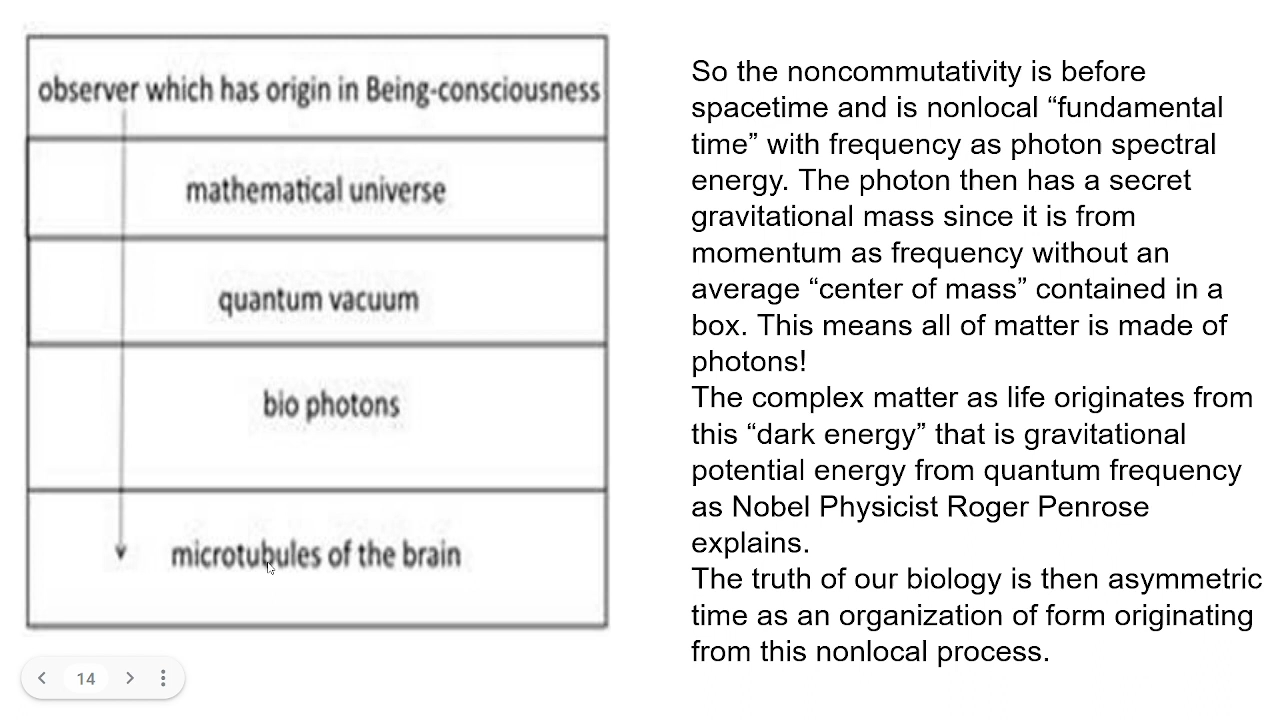 observer which has origin in Being-consciousness
mathematical universe
quantum vacuum
bio photons
microtubules of the brain
So the noncommutativity is before
spacetime and is nonlocal “fundamental
time” with frequency as photon spectral
energy. The photon then has a secret
gravitational mass since it is from
momentum as frequency without an
average “center of mass” contained in a
box. This means all of matter is made of
photons!
The complex matter as life originates from
this “dark energy” that is gravitational
potential energy from quantum frequency
as Nobel Physicist Roger Penrose
explains.
The truth of our biology is then asymmetric
time as an organization of form originating
from this nonlocal process.
14